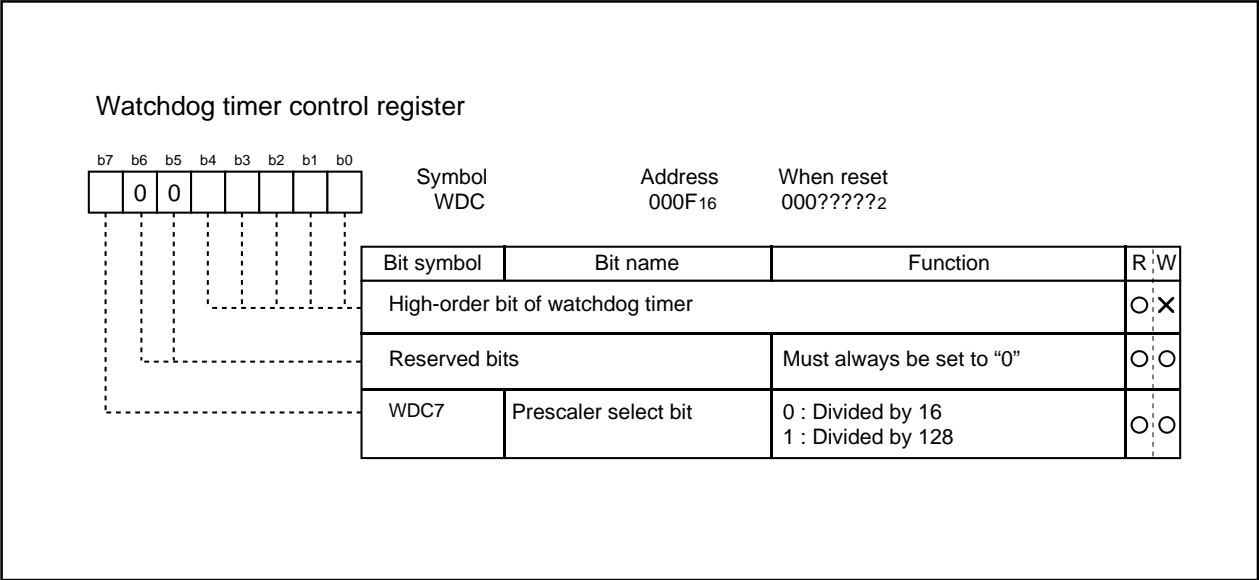 Watchdog timer control register
b7 b6 b5 b4 b3 b2 b1 b0
0 0
Symbol Address When reset
WDC 000F16 000?????2
Bit symbol Bit name Function R W
High-order bit of watchdog timer
Reserved bits Must always be set to “0”
WDC7 Prescaler select bit 0 : Divided by 16
1 : Divided by 128